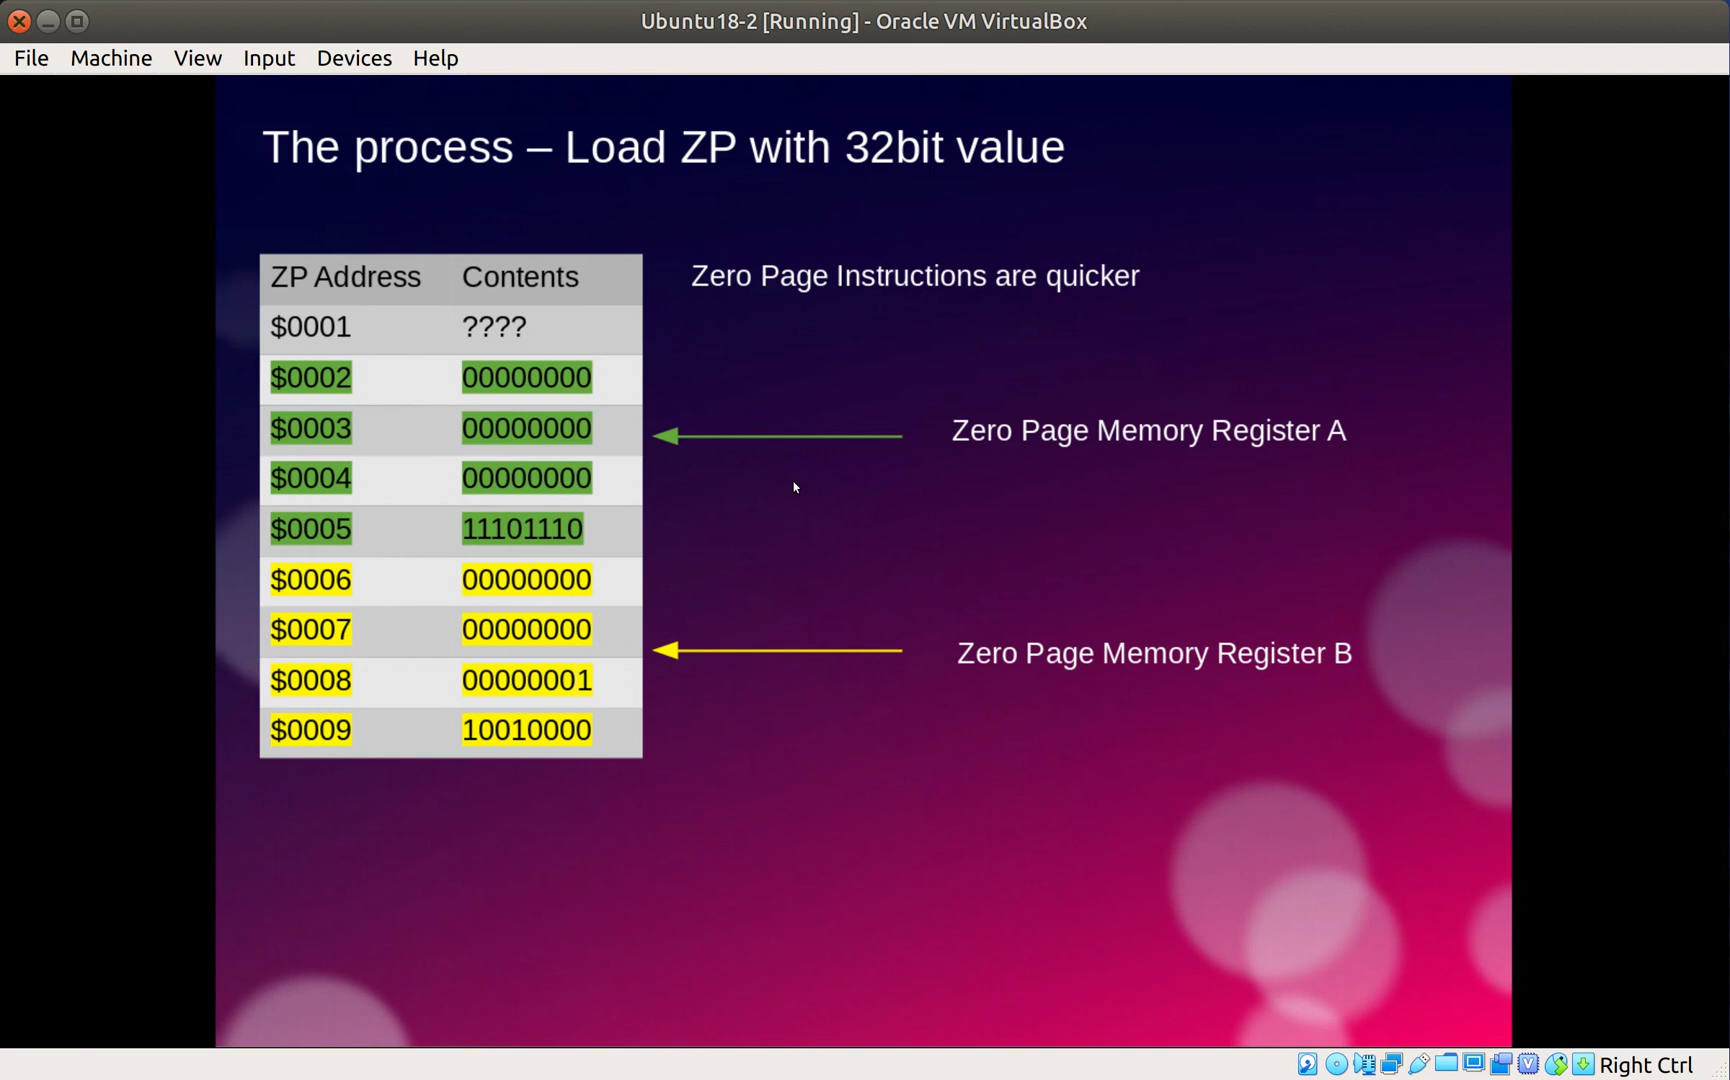 Ubuntu18-2 [Running] - Oracle VM VirtualBox
File Machine View Input Devices Help
The process – Load ZP with 32bit value
ZP Address Contents
$0001 ????
$0002 00000000
$0003 00000000
$0004 00000000
$0005 11101110
$0006 00000000
$0007 00000000
$0008 00000001
$0009 10010000
Zero Page Instructions are quicker
Zero Page Memory Register A
Zero Page Memory Register B
Right Ctrl